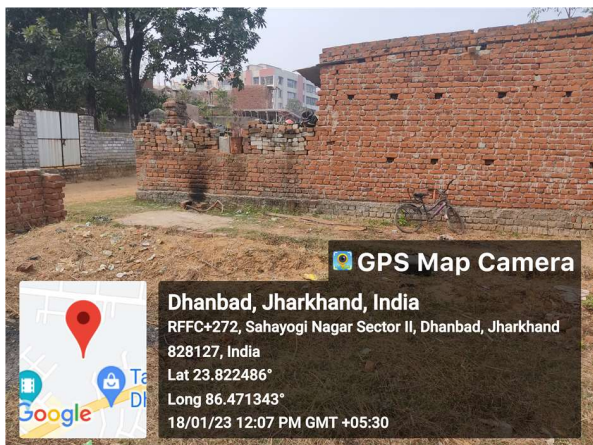 GPS Map Camera
Dhanbad, Jharkhand, India
RFFC+272, Sahayogi Nagar Sector II, Dhanbad, Jharkhand
828127, India
Lat 23.822486°
Long 86.471343°
18/01/23 12:07 PM GMT +05:30
Google